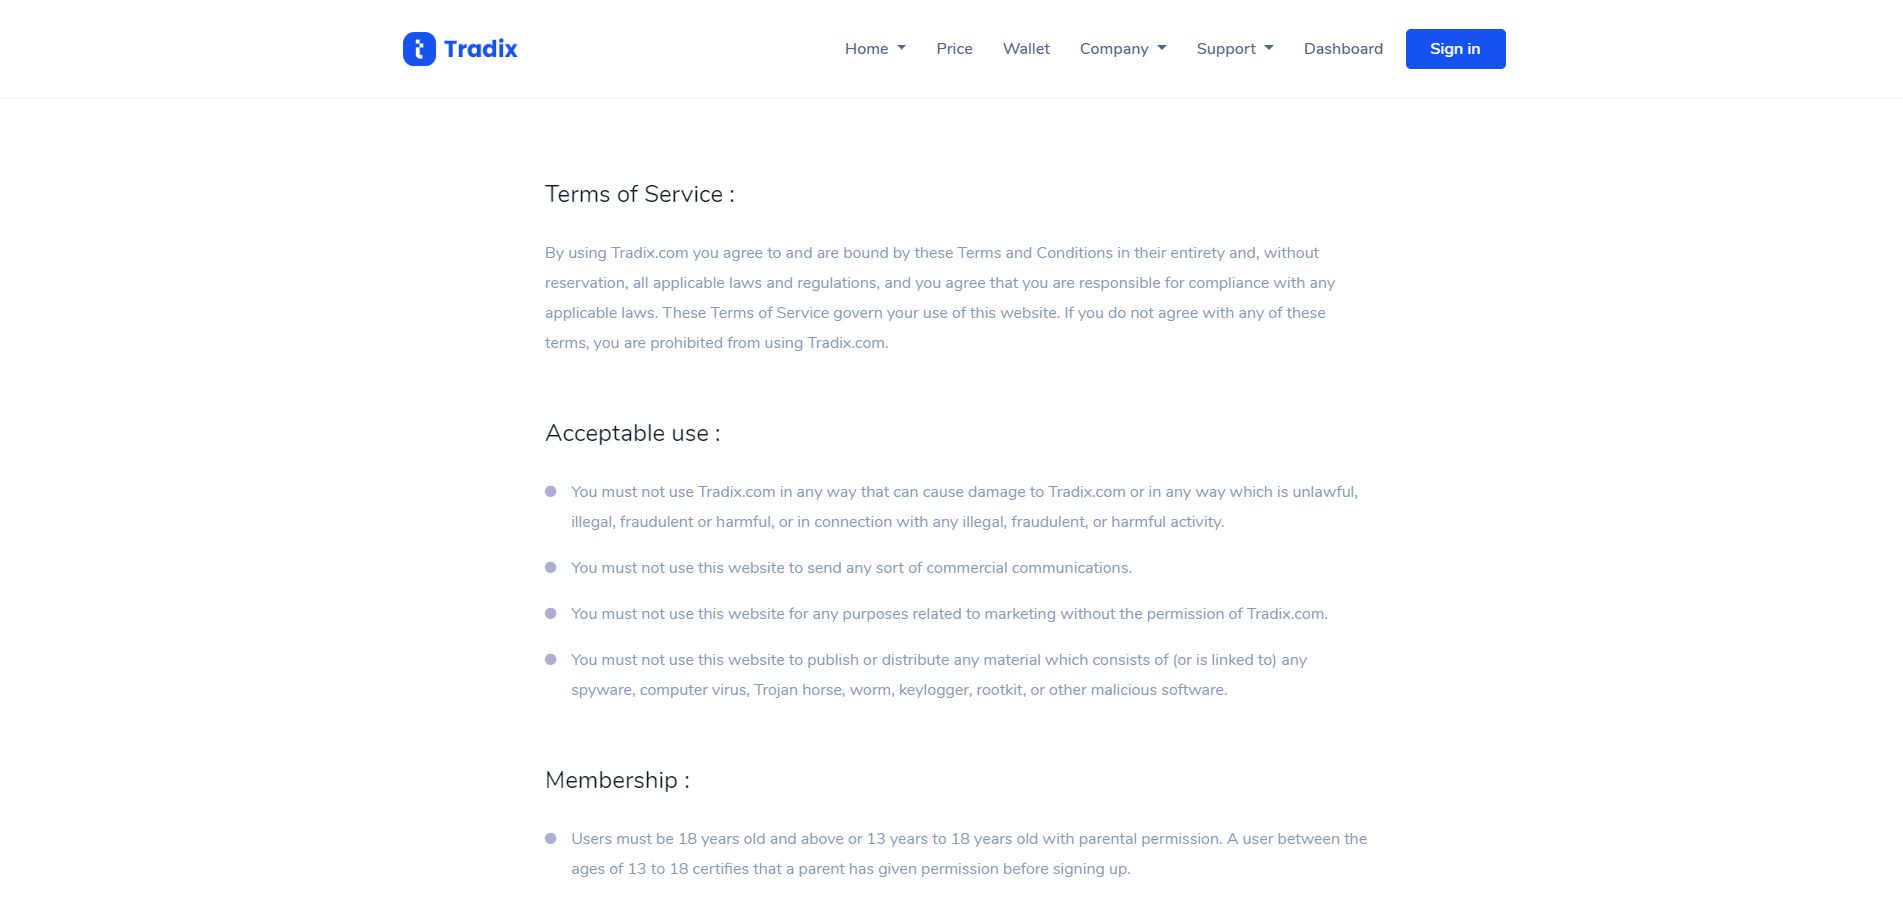 Tradix
Home
Price
Wallet
Company
Support
Dashboard
Sign in
Terms of Service :
By using Tradix.com you agree to and are bound by these Terms and Conditions in their entirety and, without
reservation, all applicable laws and regulations, and you agree that you are responsible for compliance with any
applicable laws. These Terms of Service govern your use of this website. If you do not agree with any of these
terms, you are prohibited from using Tradix.com.
Acceptable use :
You must not use Tradix.com in any way that can cause damage to Tradix.com or in any way which is unlawful,
illegal, fraudulent or harmful, or in connection with any illegal, fraudulent, or harmful activity.
You must not use this website to send any sort of commercial communications.
You must not use this website for any purposes related to marketing without the permission of Tradix.com.
You must not use this website to publish or distribute any material which consists of (or is linked to) any
spyware, computer virus, Trojan horse, worm, keylogger, rootkit, or other malicious software.
Membership :
Users must be 18 years old and above or 13 years to 18 years old with parental permission. A user between the
ages of 13 to 18 certifies that a parent has given permission before signing up.